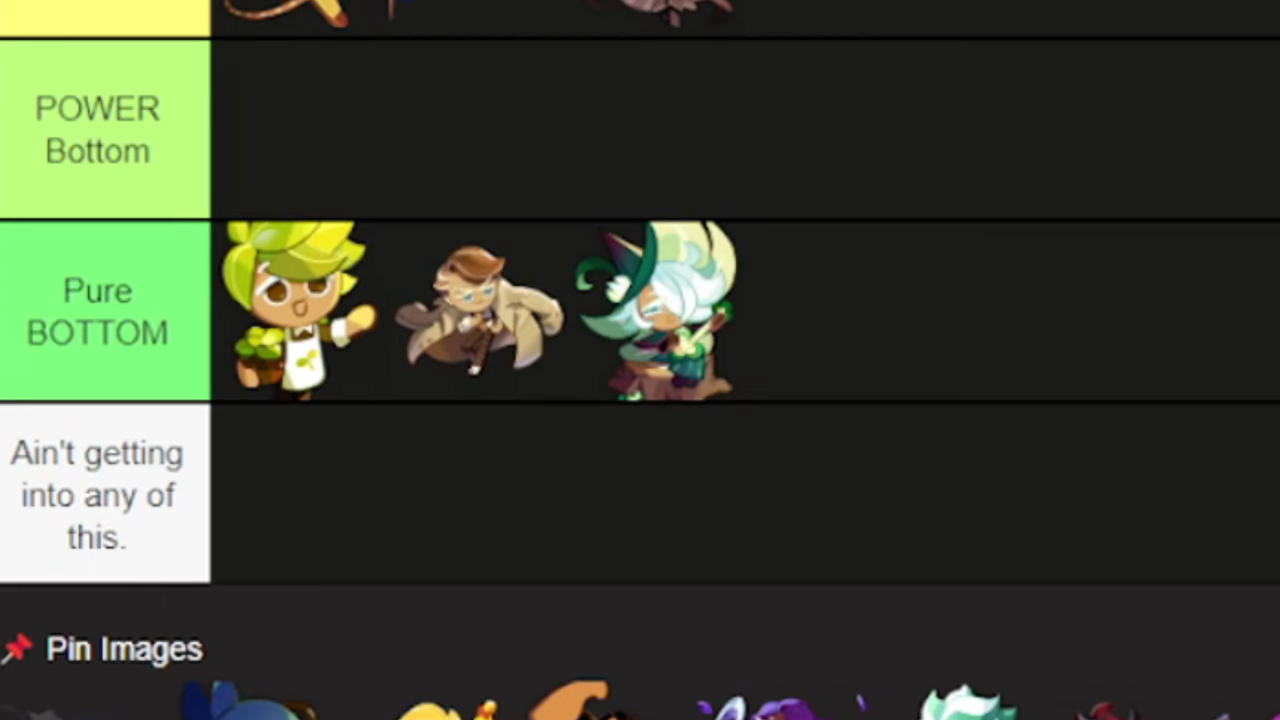 POWER
Bottom
Pure
BOTTOM
Ain't getting
into any of
this.
Pin Images